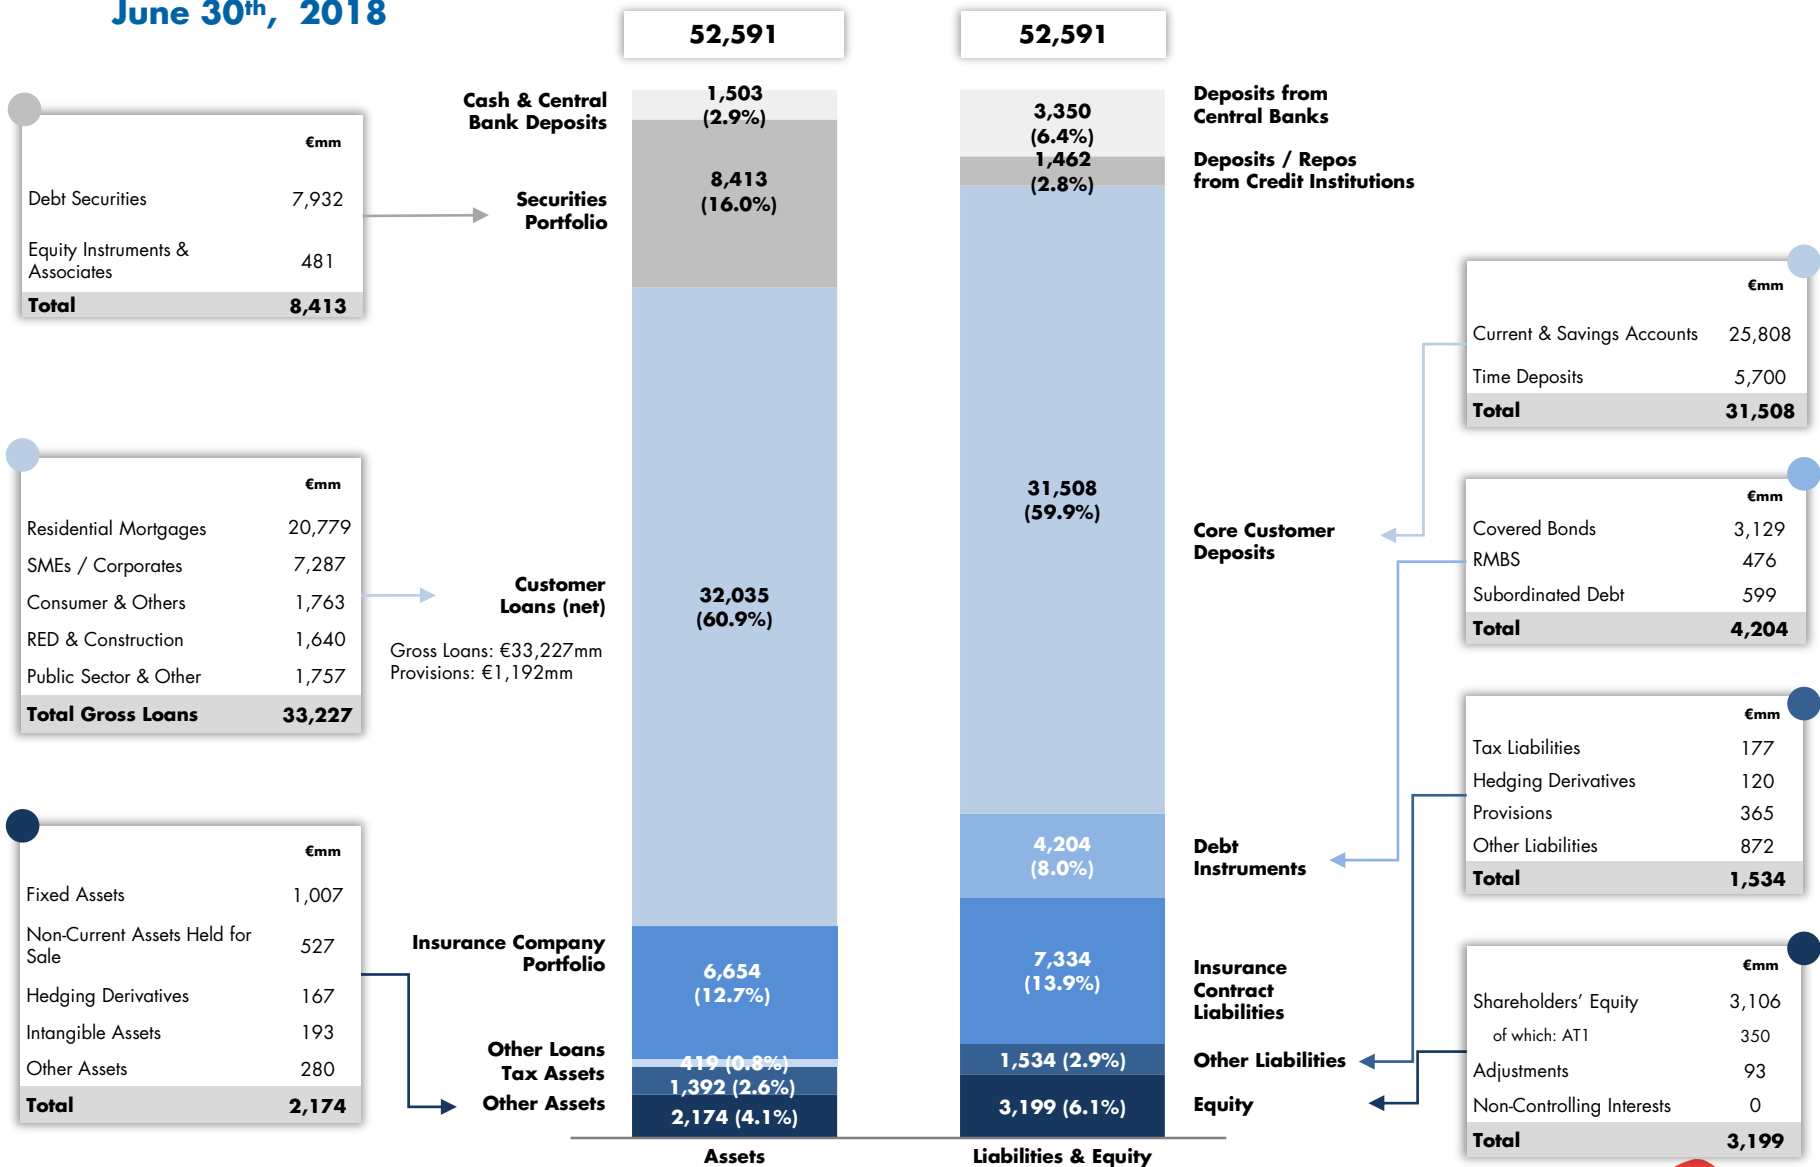 June 30th, 2018
52,591
52,591
€mm
Debt Securities 7,932
Equity Instruments &
Associates 481
Total 8,413
€mm
Residential Mortgages 20,779
SMEs / Corporates 7,287
Consumer & Others 1,763
RED & Construction 1,640
Public Sector & Other 1,757
Total Gross Loans 33,227
€mm
Fixed Assets 1,007
Non-Current Assets Held for
Sale 527
Hedging Derivatives 167
Intangible Assets 193
Other Assets 280
Total 2,174
Cash & Central
Bank Deposits
Securities
Portfolio
Customer
Loans (net)
Gross Loans: €33,227mm
Provisions: €1,192mm
Insurance Company
Portfolio
Other Loans
Tax Assets
Other Assets
1,503
(2.9%)
8,413
(16.0%)
32,035
(60.9%)
6,654
(12.7%)
419 (0.8%)
1,392 (2.6%)
2,174 (4.1%)
Assets
3,350
(6.4%)
1,462
(2.8%)
31,508
(59.9%)
4,204
(8.0%)
7,334
(13.9%)
1,534 (2.9%)
3,199 (6.1%)
Liabilities & Equity
Deposits from
Central Banks
Deposits / Repos
from Credit Institutions
Core Customer
Deposits
Debt
Instruments
Insurance
Contract
Liabilities
Other Liabilities
Equity
€mm
Current & Savings Accounts 25,808
Time Deposits 5,700
Total 31,508
€mm
Covered Bonds 3,129
RMBS 476
Subordinated Debt 599
Total 4,204
€mm
Tax Liabilities 177
Hedging Derivatives 120
Provisions 365
Other Liabilities 872
Total 1,534
€mm
Shareholders' Equity 3,106
of which: AT1 350
Adjustments 93
Non-Controlling Interests 0
Total 3,199